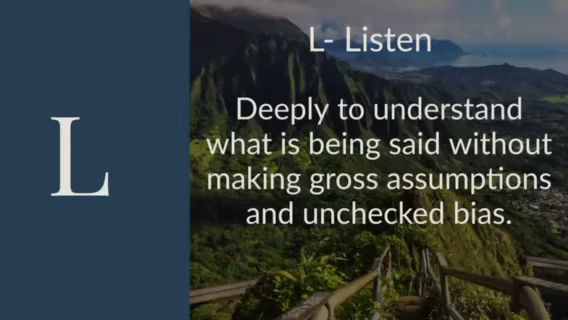 L
L- Listen
Deeply to understand
what is being said without
making gross assumptions
and unchecked bias.